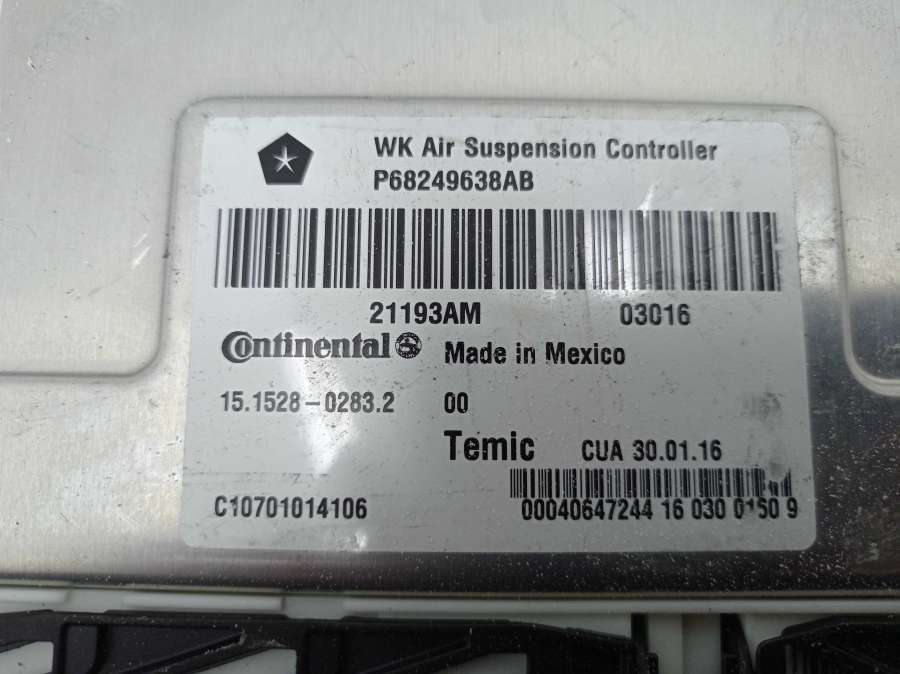 WK Air Suspension Controller
P68249638AB
21193AM 03016
Continental Made in Mexico
15.1528-0283.2 00
Temic CUA 30.01.16
C10701014106 00040647244 16 030 0150 9